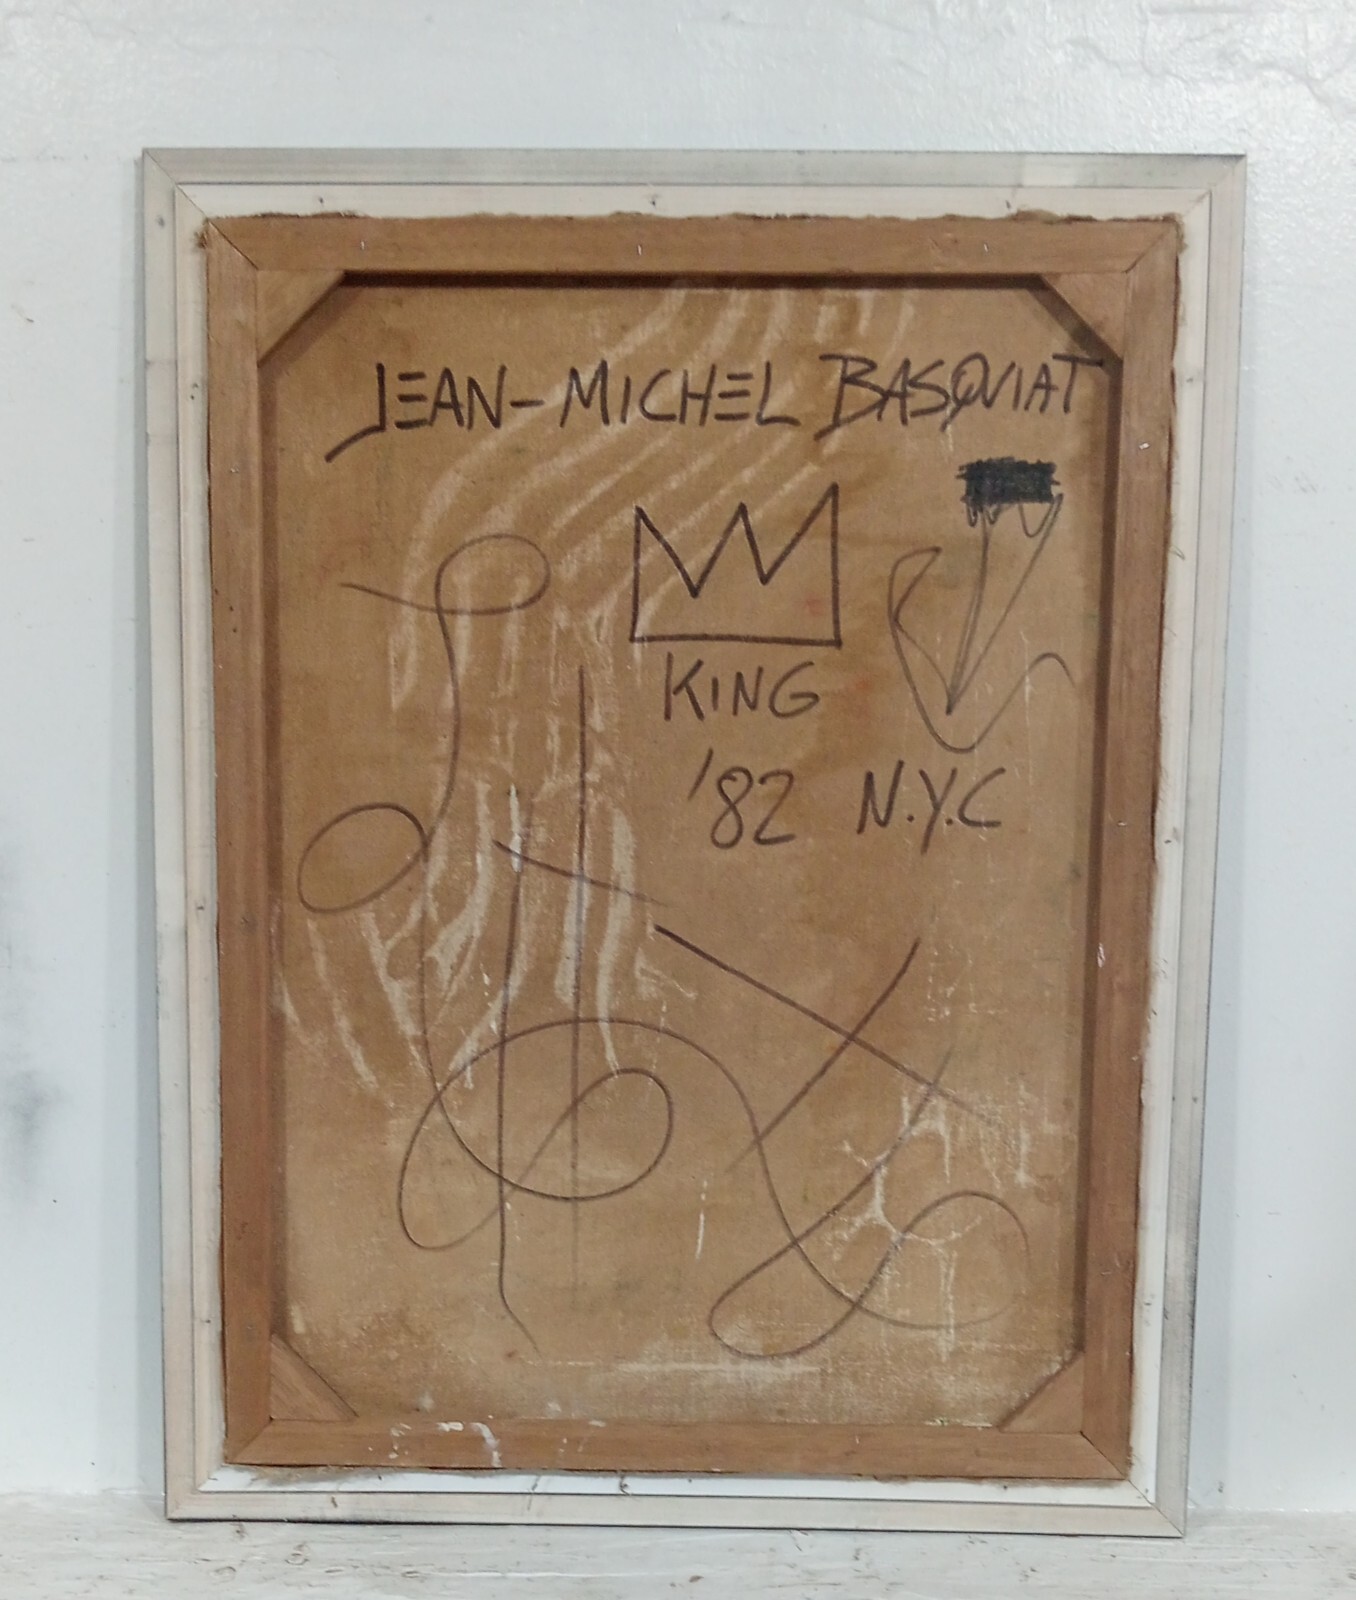 JEAN-MICHEL BASQUIAT
KING
'82 N.Y.C